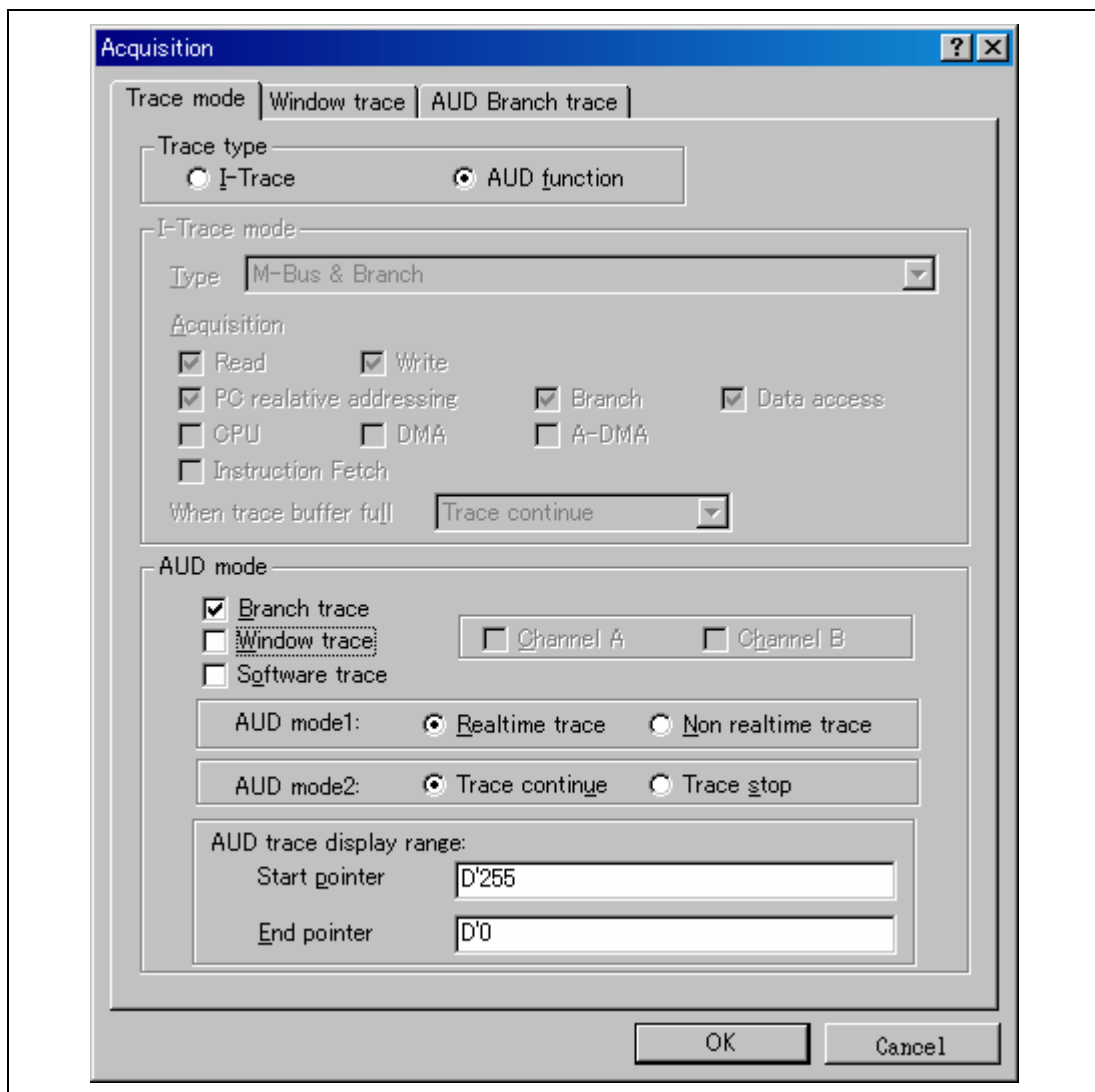 Acquisition
Trace mode Window trace AUD Branch trace
Trace type
I-Trace AUD function
I-Trace mode
Type M-Bus & Branch
Acquisition
Read Write
PC realative addressing Branch Data access
CPU DMA A-DMA
Instruction Fetch
When trace buffer full Trace continue
AUD mode
Branch trace
Window trace Channel A Channel B
Software trace
AUD mode1: Realtime trace Non realtime trace
AUD mode2: Trace continue Trace stop
AUD trace display range:
Start pointer D'255
End pointer D'0
OK Cancel